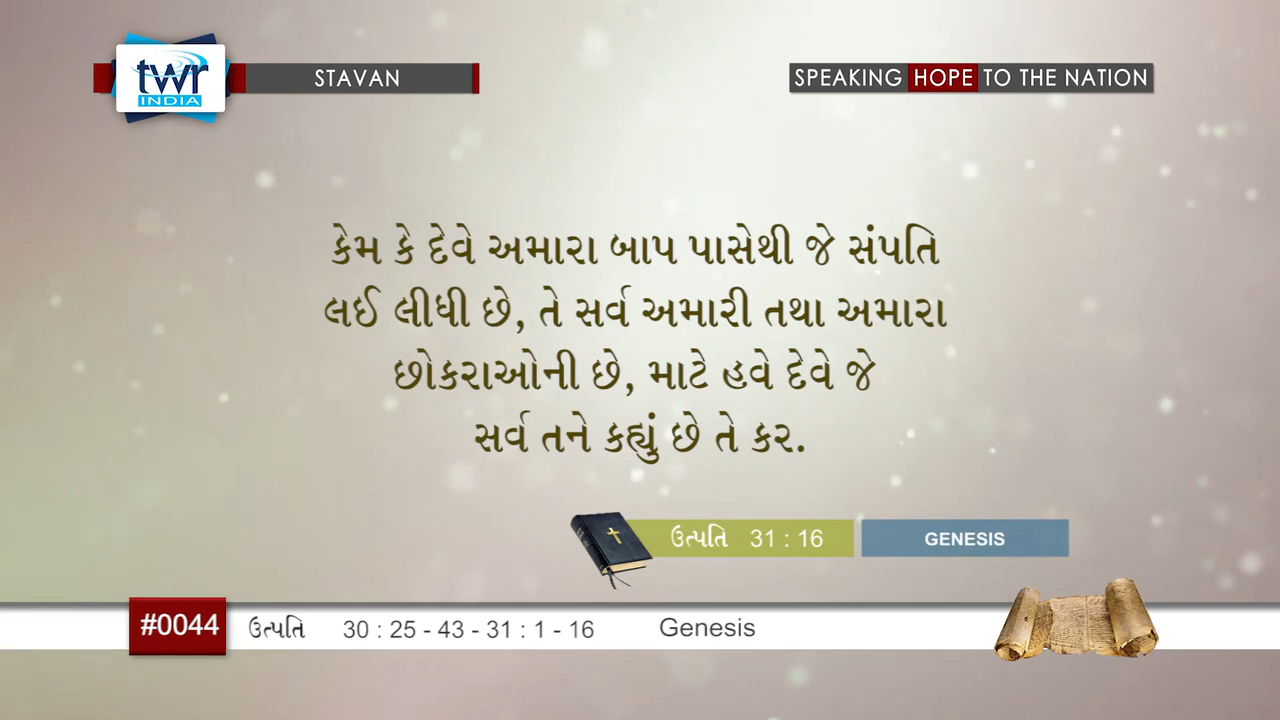 twr
INDIA
STAVAN
SPEAKING HOPE TO THE NATION
કેમ કે દેવે અમારા બાપ પાસેથી જે સંપતિ
લઈ લીધી છે, તે સર્વ અમારી તથા અમારા
છોકરાઓની છે, માટે હવે દેવે જે
સર્વ તને કહ્યું છે તે કર.
ઉત્પતિ 31 : 16 GENESIS
#0044 ઉત્પતિ 30 : 25 - 43 - 31 : 1 - 16 Genesis